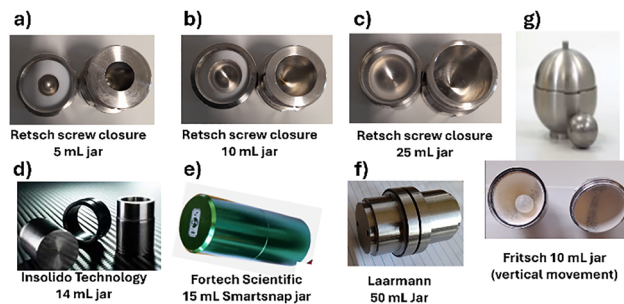 a)
b)
c)
g)
Retsch screw closure
5 mL jar
Retsch screw closure
10 mL jar
Retsch screw closure
25 mL jar
d)
e)
f)
Insolido Technology
14 mL jar
Fortech Scientific
15 mL Smartsnap jar
Laarmann
50 mL Jar
Fritsch 10 mL jar
(vertical movement)